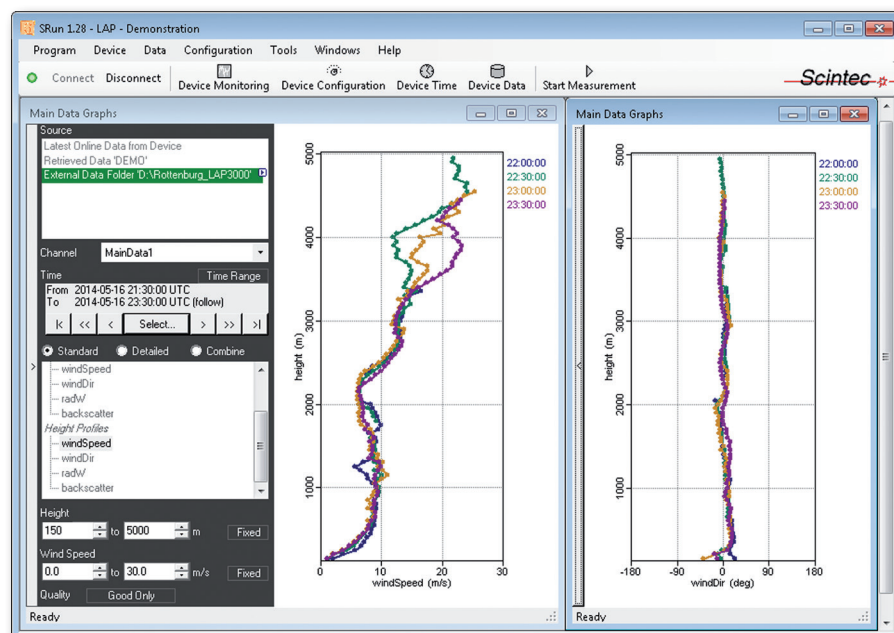 SRun 1.28 - LAP - Demonstration
Program Device Data Configuration Tools Windows Help
Connect Disconnect Device Monitoring Device Configuration Device Time Device Data Start Measurement
Scintec
Main Data Graphs
Source
Latest Online Data from Device
Retrieved Data 'DEMO'
External Data Folder 'D:\Rottenburg_LAP3000'
Channel MainData1
Time Time Range
From 2014-05-16 21:30:00 UTC
To 2014-05-16 23:30:00 UTC (follow)
|< << < Select... > >> >|
Standard Detailed Combine
windSpeed
windDir
radW
backscatter
Height Profiles
windSpeed
windDir
radW
backscatter
Height
150 to 5000 m Fixed
Wind Speed
0.0 to 30.0 m/s Fixed
Quality Good Only
Ready
22:00:00
22:30:00
23:00:00
23:30:00
5000
4000
3000
2000
1000
height (m)
0 10 20 30
windSpeed (m/s)
Main Data Graphs
22:00:00
22:30:00
23:00:00
23:30:00
5000
4000
3000
2000
1000
height (m)
-180 -90 0 90 180
windDir (deg)
Ready